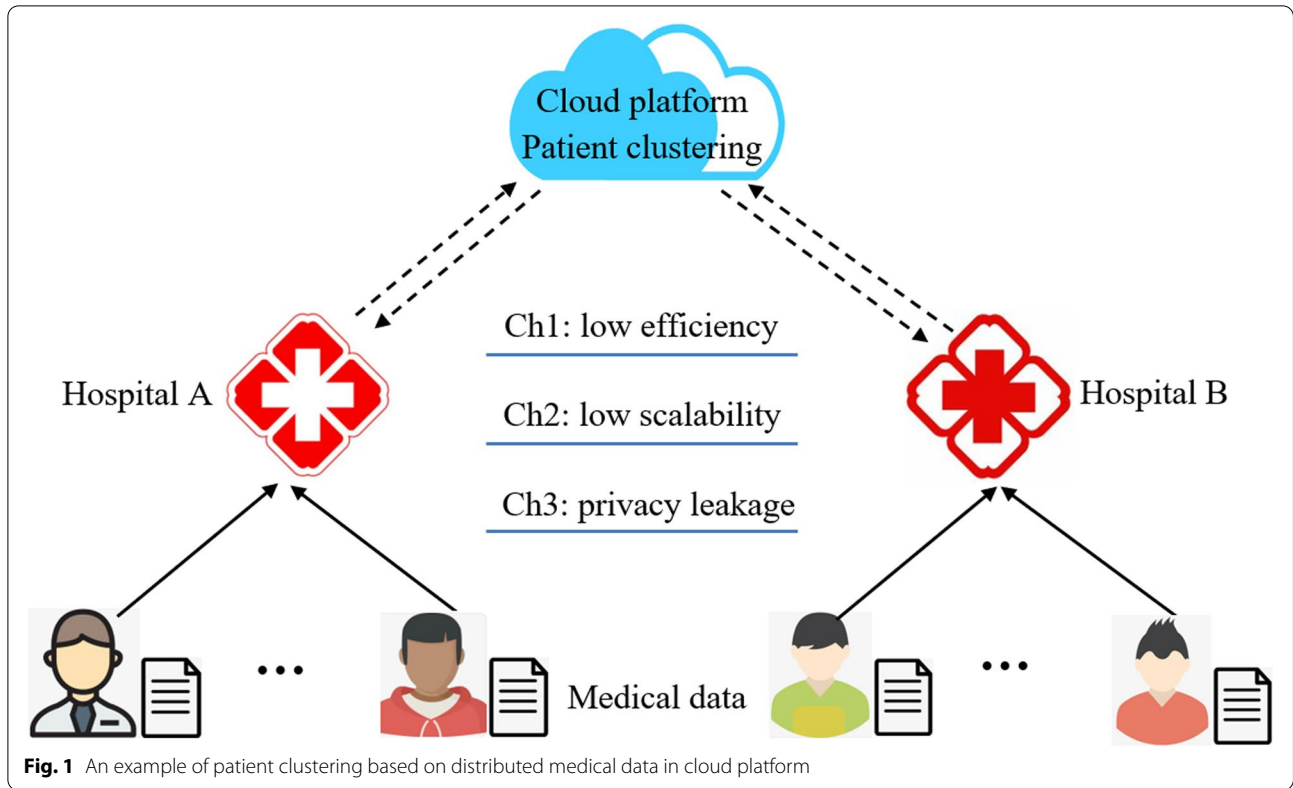 Cloud platform
Patient clustering
Ch1: low efficiency
Hospital A
Ch2: low scalability
Hospital B
Ch3: privacy leakage
...
...
Medical data
Fig. 1 An example of patient clustering based on distributed medical data in cloud platform